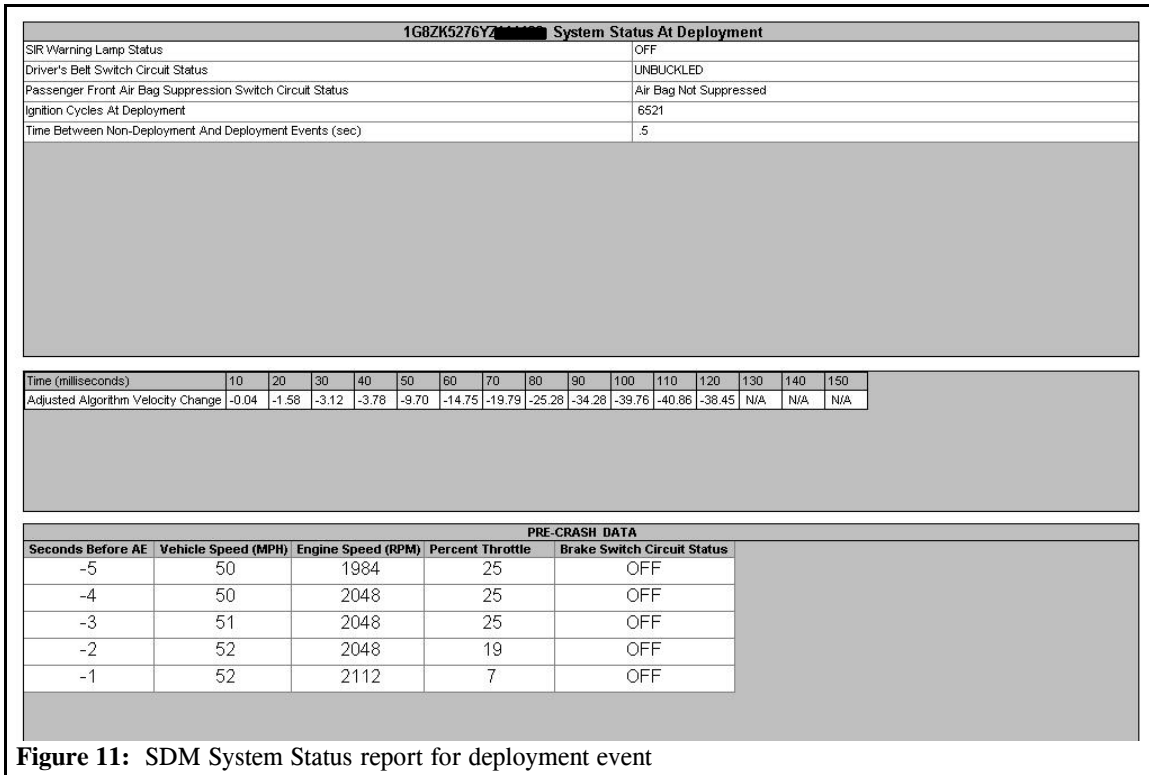 1G8ZK5276YZ System Status At Deployment
SIR Warning Lamp Status OFF
Driver's Belt Switch Circuit Status UNBUCKLED
Passenger Front Air Bag Suppression Switch Circuit Status Air Bag Not Suppressed
Ignition Cycles At Deployment 6521
Time Between Non-Deployment And Deployment Events (sec) .5
Time (milliseconds) 10 20 30 40 50 60 70 80 90 100 110 120 130 140 150
Adjusted Algorithm Velocity Change -0.04 -1.58 -3.12 -3.78 -9.70 -14.75 -19.79 -25.28 -34.28 -39.76 -40.86 -38.45 N/A N/A N/A
PRE-CRASH DATA
Seconds Before AE Vehicle Speed (MPH) Engine Speed (RPM) Percent Throttle Brake Switch Circuit Status
-5 50 1984 25 OFF
-4 50 2048 25 OFF
-3 51 2048 25 OFF
-2 52 2048 19 OFF
-1 52 2112 7 OFF
Figure 11: SDM System Status report for deployment event